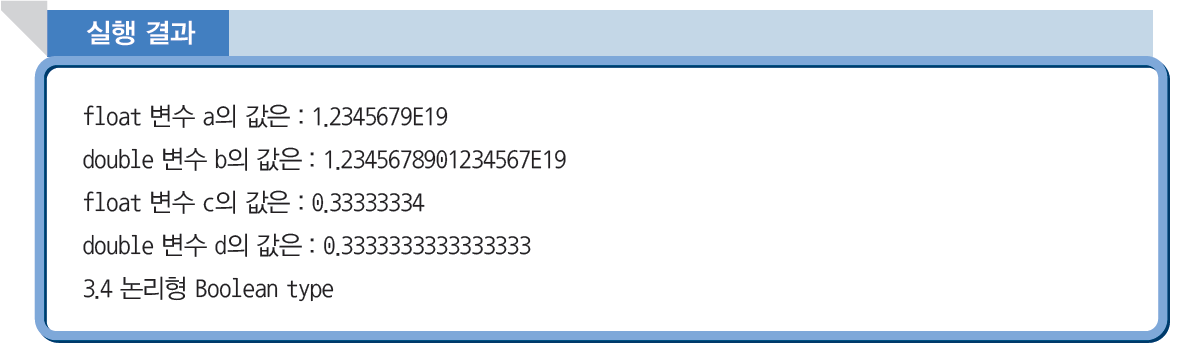 실행 결과
float 변수 a의 값은 : 1.2345679E19
double 변수 b의 값은 : 1.2345678901234567E19
float 변수 c의 값은 : 0.33333334
double 변수 d의 값은 : 0.3333333333333333
3.4 논리형 Boolean type